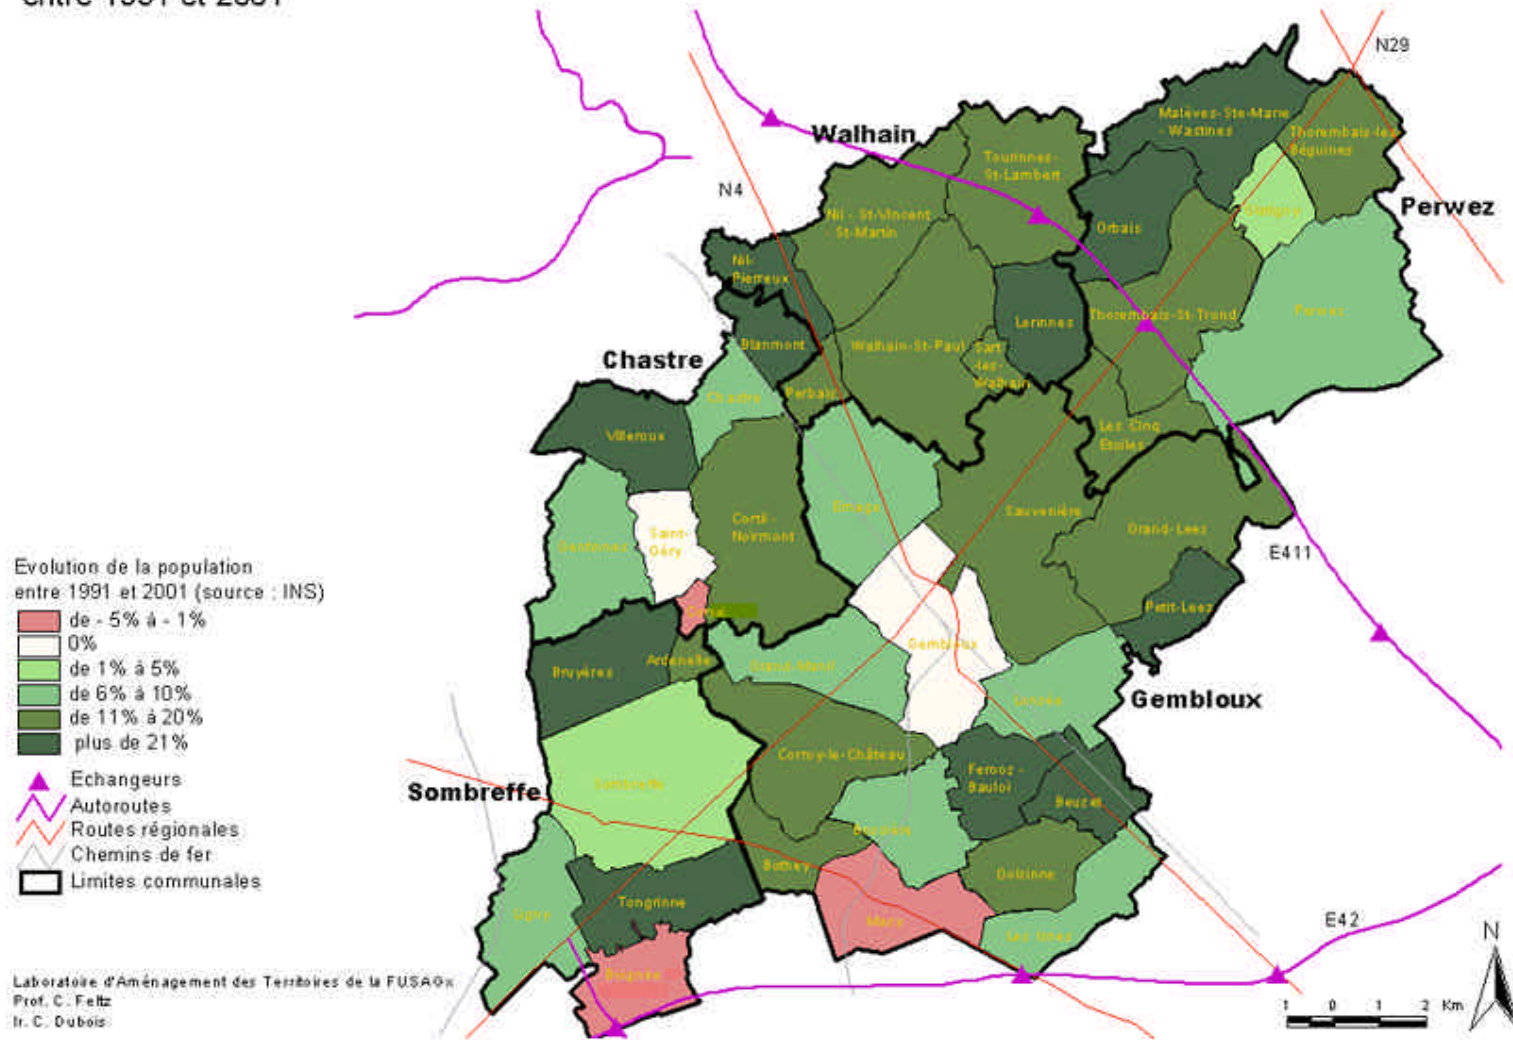 entre 1991 et 2001
N29
Malèves-Ste-Marie
- Wastines
Thorembais-les
Béguines
Walhain
Tourinnes-
St-Lambert
N4
Perwez
Nil - St-Vincent
- St-Martin
Orbais
Nil-
Pierreux
Lerinnes
Thorembais-St-Trond
Perwez
Blanmont
Walhain-St-Paul
Sart
-les-
Walhain
Chastre
Perbais
Chastre
Les Cinq
Etoiles
Villeroux
Cortil -
Noirmont
Sauvenière
Grand-Leez
Saint-
Géry
E411
Evolution de la population
entre 1991 et 2001 (source : INS)
de - 5% à - 1%
0%
de 1% à 5%
de 6% à 10%
de 11% à 20%
plus de 21%
Echangeurs
Autoroutes
Routes régionales
Chemins de fer
Limites communales
Petit-Leez
Gembloux
Bruyères
Ardenelle
Gembloux
Corroy-le-Château
Sombreffe
Sombreffe
Ferooz -
Bautoi
Beuzet
Bothey
Tongrinne
E42
N
Laboratoire d'Aménagement des Territoires de la FUSAGx
Prof. C. Feltz
Ir. C. Dubois
1 0 1 2 Km